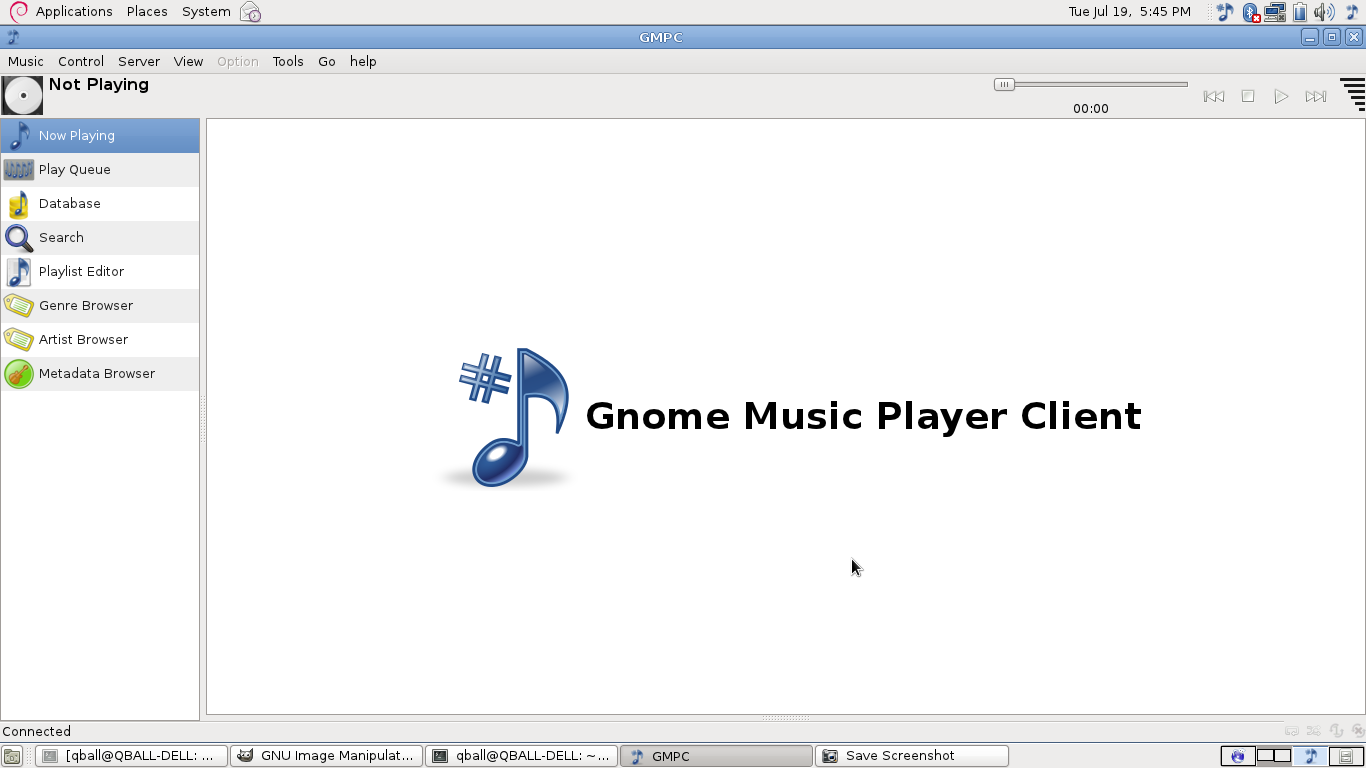 Applications Places System Tue Jul 19, 5:45 PM
GMPC
Music Control Server View Option Tools Go help
Not Playing
00:00
Now Playing
Play Queue
Database
Search
Playlist Editor
Genre Browser
Artist Browser
Metadata Browser
Gnome Music Player Client
Connected
[qball@QBALL-DELL: ... GNU Image Manipulat... qball@QBALL-DELL: ~... GMPC Save Screenshot